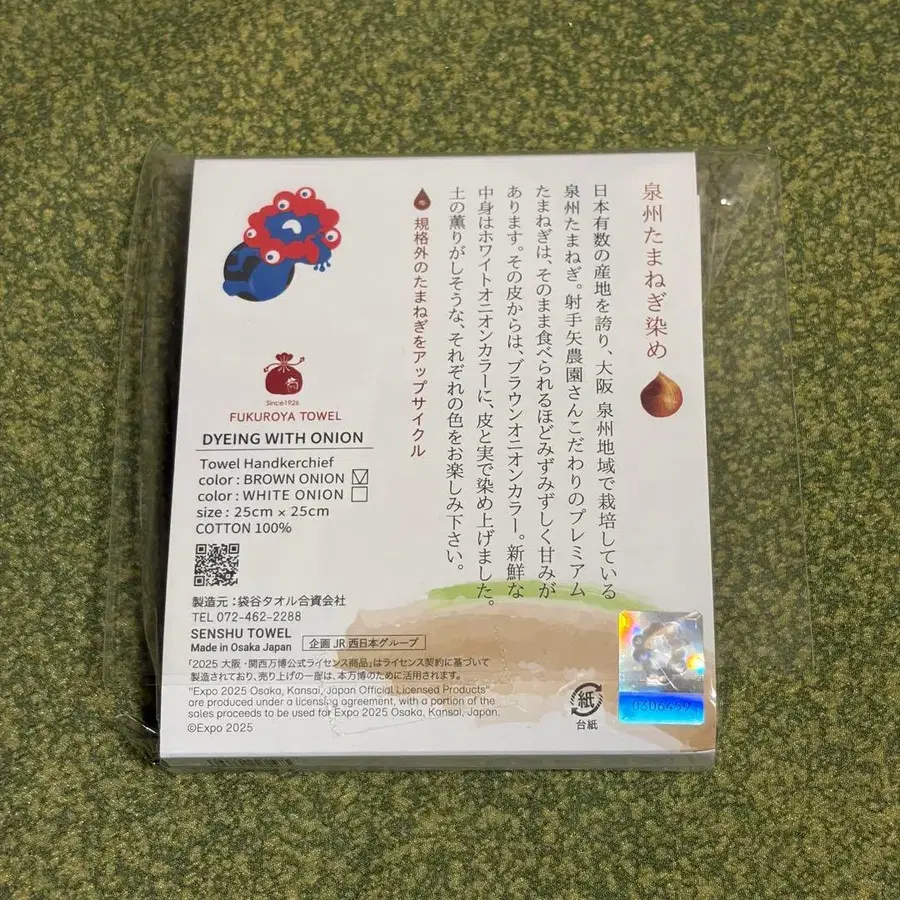 泉州たまねぎ染め
日本有数の産地を誇り、大阪 泉州地域で栽培している
泉州たまねぎ。射手矢農園さんこだわりのプレミアム
たまねぎは、そのまま食べられるほどみずみずしく甘みが
あります。その皮からは、ブラウンオニオンカラー。新鮮な
中身はホワイトオニオンカラーに、皮と実で染め上げました。
土の薫りがしそうな、それぞれの色をお楽しみ下さい。
規格外のたまねぎをアップサイクル
Since1926
FUKUROYA TOWEL
DYEING WITH ONION
Towel Handkerchief
color : BROWN ONION
color : WHITE ONION
size : 25cm × 25cm
COTTON 100%
製造元 : 袋谷タオル合資会社
TEL 072-462-2288
SENSHU TOWEL
Made in Osaka Japan
企画 JR 西日本グループ
「2025 大阪・関西万博公式ライセンス商品」はライセンス契約に基づいて
製造されており、売り上げの一部は、本万博のために活用されます。
"Expo 2025 Osaka, Kansai, Japan Official Licensed Products"
are produced under a licensing agreement, with a portion of the
sales proceeds to be used for Expo 2025 Osaka, Kansai, Japan.
©Expo 2025
紙
台紙
0306459